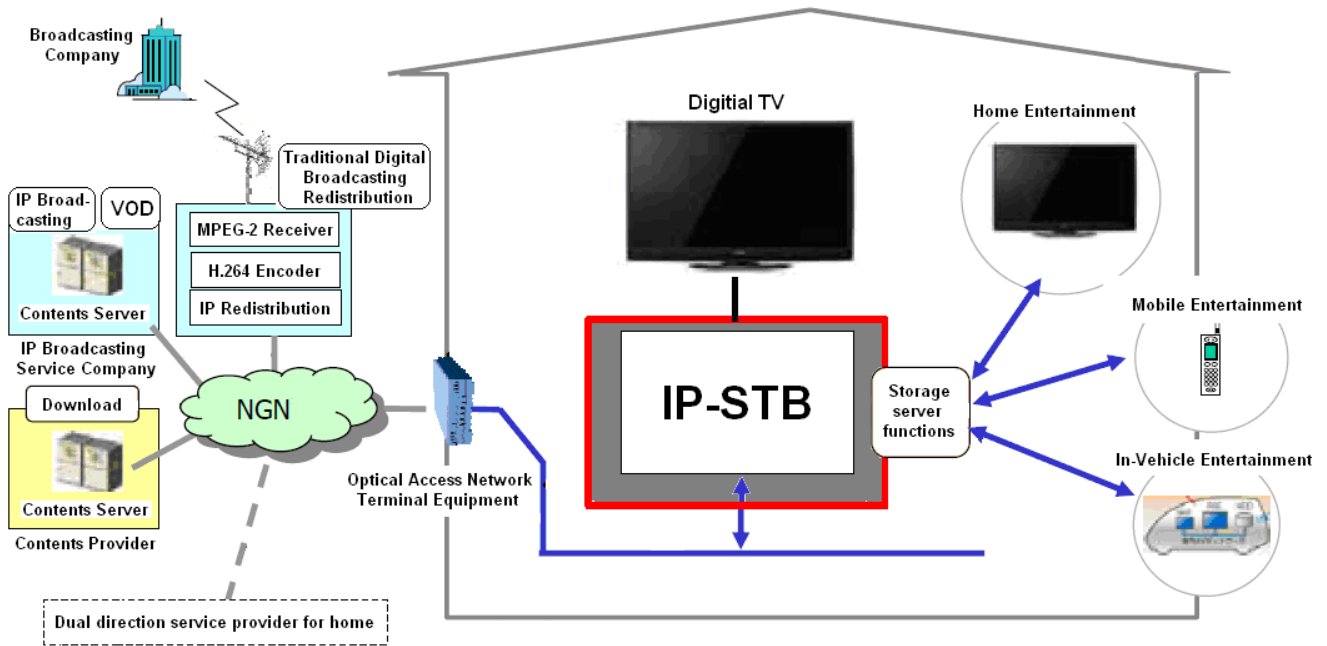 Broadcasting
Company
Traditional Digital
Broadcasting
Redistribution
IP Broad-
casting
VOD
Contents Server
IP Broadcasting
Service Company
MPEG-2 Receiver
H.264 Encoder
IP Redistribution
Download
Contents Server
Contents Provider
NGN
Dual direction service provider for home
Optical Access Network
Terminal Equipment
Digitial TV
IP-STB
Storage
server
functions
Home Entertainment
Mobile Entertainment
In-Vehicle Entertainment